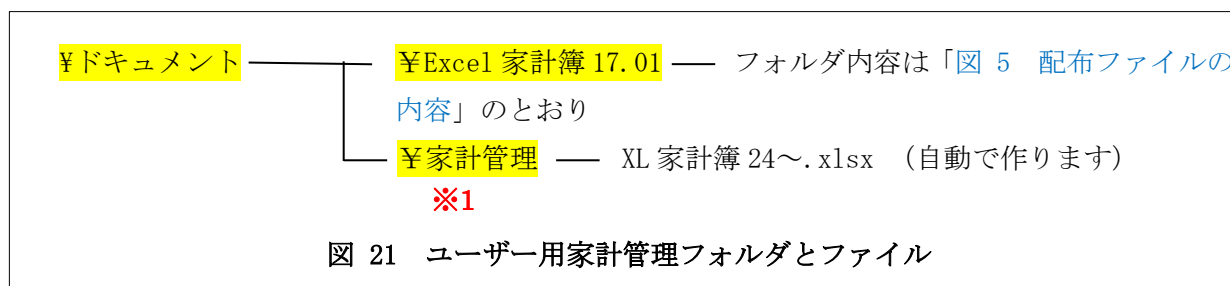 ¥ドキュメント ¥Excel 家計簿 17.01 フォルダ内容は「図 5 配布ファイルの
内容」のとおり
¥家計管理 XL 家計簿 24～.xlsx (自動で作ります)
※1
図 21 ユーザー用家計管理フォルダとファイル